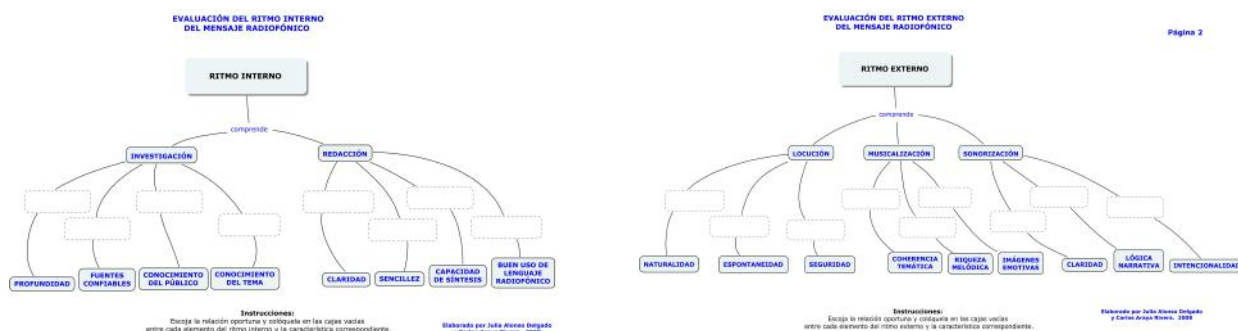 EVALUACIÓN DEL RITMO INTERNO
DEL MENSAJE RADIOFÓNICO
RITMO INTERNO
comprende
INVESTIGACIÓN
REDACCIÓN
PROFUNDIDAD
FUENTES
CONFIABLES
CONOCIMIENTO
DEL PÚBLICO
CONOCIMIENTO
DEL TEMA
CLARIDAD
SENCILLEZ
CAPACIDAD
DE SÍNTESIS
BUEN USO DE
LENGUAJE
RADIOFÓNICO
Instrucciones:
Escoja la relación oportuna y colóquela en las cajas vacías
entre cada elemento del ritmo interno y la característica correspondiente.
Elaborado por Julia Alonso Delgado
y Carlos Araya Rivera. 2008
EVALUACIÓN DEL RITMO EXTERNO
DEL MENSAJE RADIOFÓNICO
Página 2
RITMO EXTERNO
comprende
LOCUCIÓN
MUSICALIZACIÓN
SONORIZACIÓN
NATURALIDAD
ESPONTANEIDAD
SEGURIDAD
COHERENCIA
TEMÁTICA
RIQUEZA
MELÓDICA
IMÁGENES
EMOTIVAS
CLARIDAD
LÓGICA
NARRATIVA
INTENCIONALIDAD
Instrucciones:
Escoja la relación oportuna y colóquela en las cajas vacías
entre cada elemento del ritmo externo y la característica correspondiente.
Elaborado por Julia Alonso Delgado
y Carlos Araya Rivera. 2008